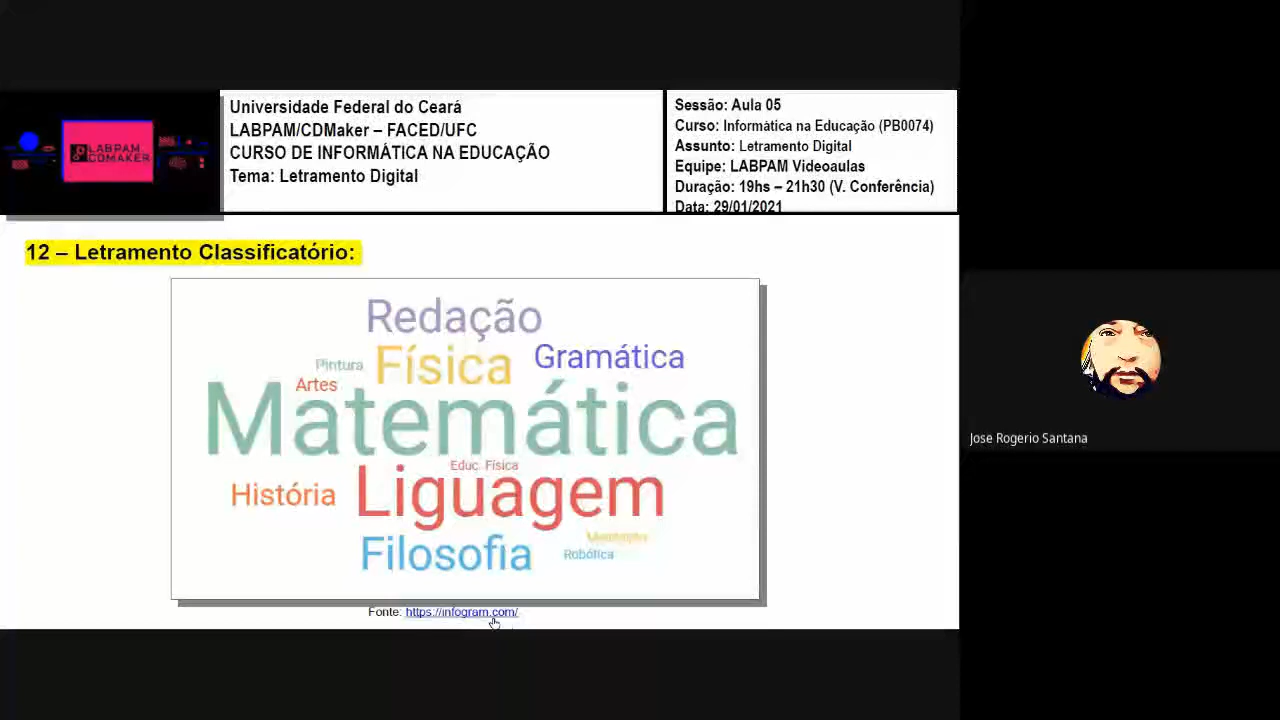 LABPAM
CDMAKER
Universidade Federal do Ceará
LABPAM/CDMaker – FACED/UFC
CURSO DE INFORMÁTICA NA EDUCAÇÃO
Tema: Letramento Digital
Sessão: Aula 05
Curso: Informàtica na Educação (PB0074)
Assunto: Letramento Digital
Equipe: LABPAM Videoaulas
Duração: 19hs – 21h30 (V. Conferência)
Data: 29/01/2021
12 – Letramento Classificatório:
Redação
Pintura
Física
Gramática
Artes
Matemática
Educ. Física
História
Liguagem
Filosofia
Robótica
Fonte: https://infogram.com/
Jose Rogerio Santana